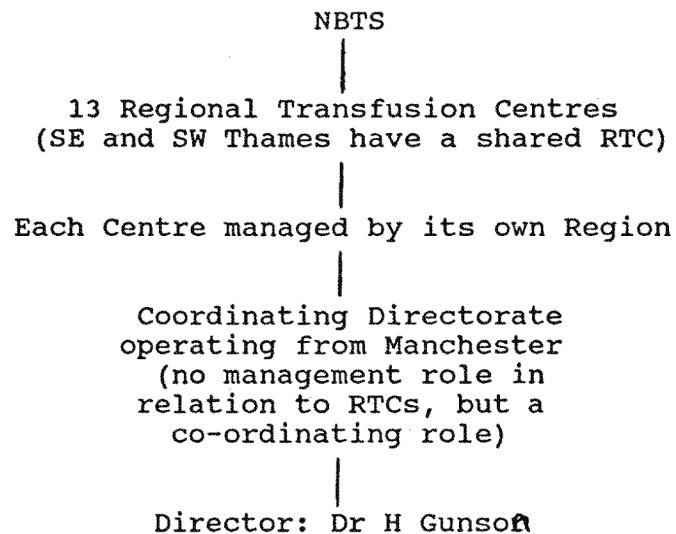 NBTS
13 Regional Transfusion Centres
(SE and SW Thames have a shared RTC)
Each Centre managed by its own Region
Coordinating Directorate
operating from Manchester
(no management role in
relation to RTCs, but a
co-ordinating role)
Director: Dr H Gunson